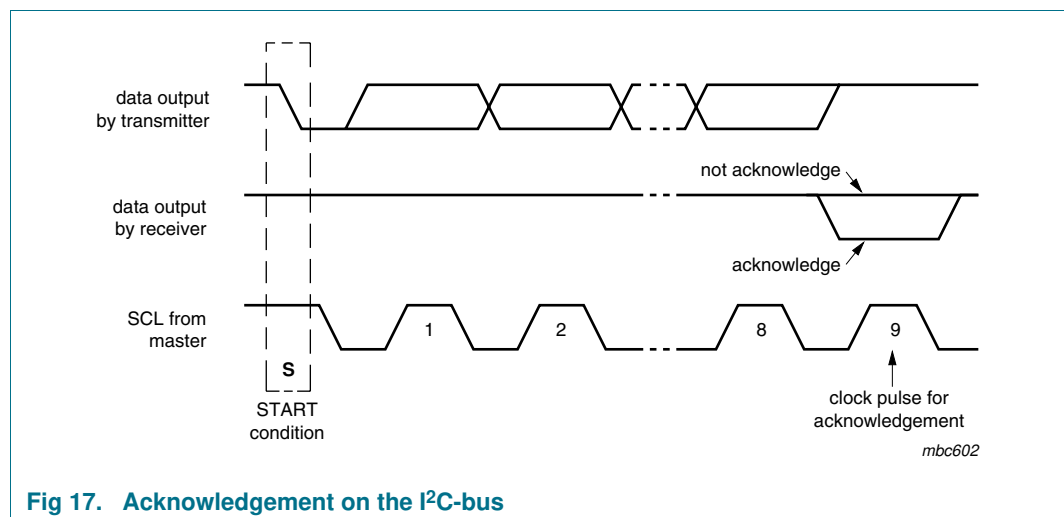 data output
by transmitter
not acknowledge
data output
by receiver
acknowledge
SCL from
master
1
2
8
9
S
START
condition
clock pulse for
acknowledgement
mbc602
Fig 17. Acknowledgement on the I²C-bus